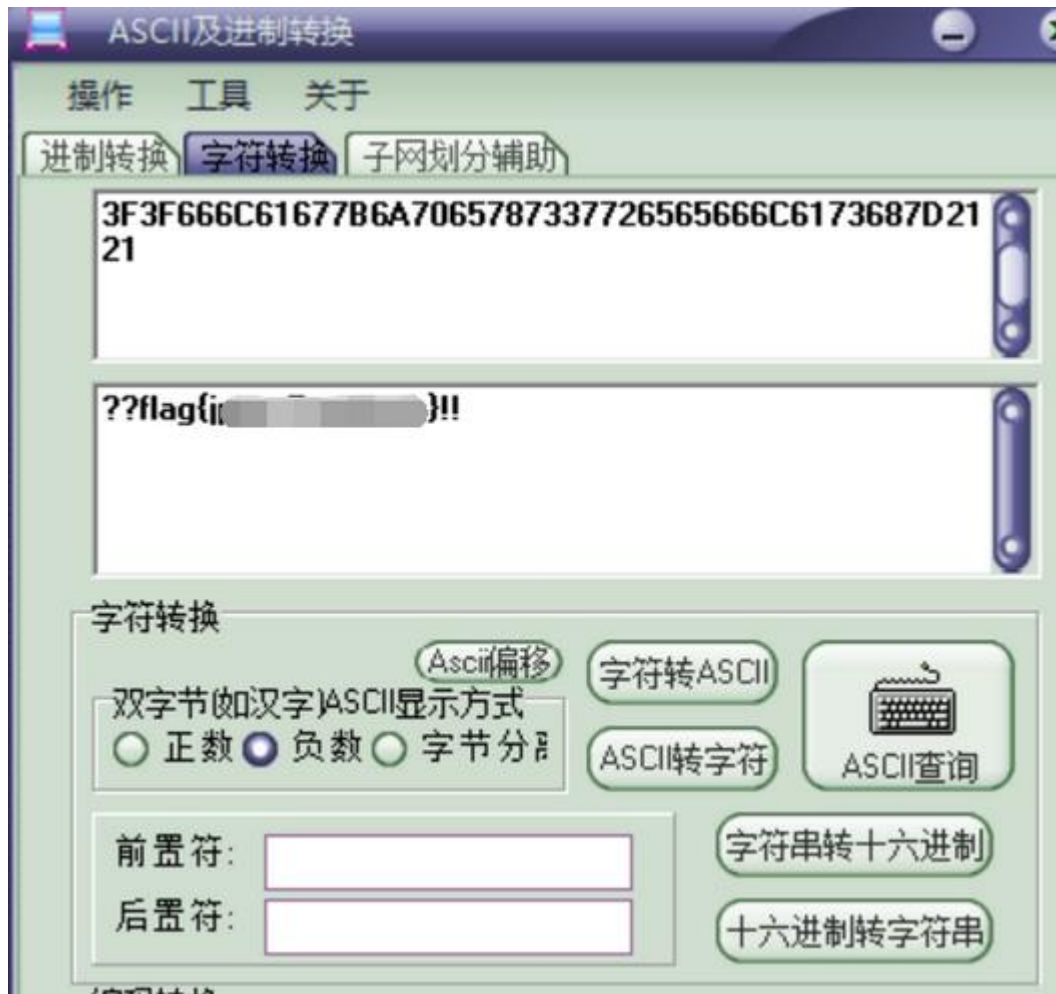 ASCII及进制转换
操作 工具 关于
进制转换 字符转换 子网划分辅助
3F3F666C61677B6A70657873377265656 66C6173687D21
21
??flag{j }!!
字符转换
Ascii偏移
字符转ASCII
双字节(如汉字)ASCII显示方式
正数 负数 字节分
ASCII转字符
ASCII查询
前置符:
字符串转十六进制
后置符:
十六进制转字符串